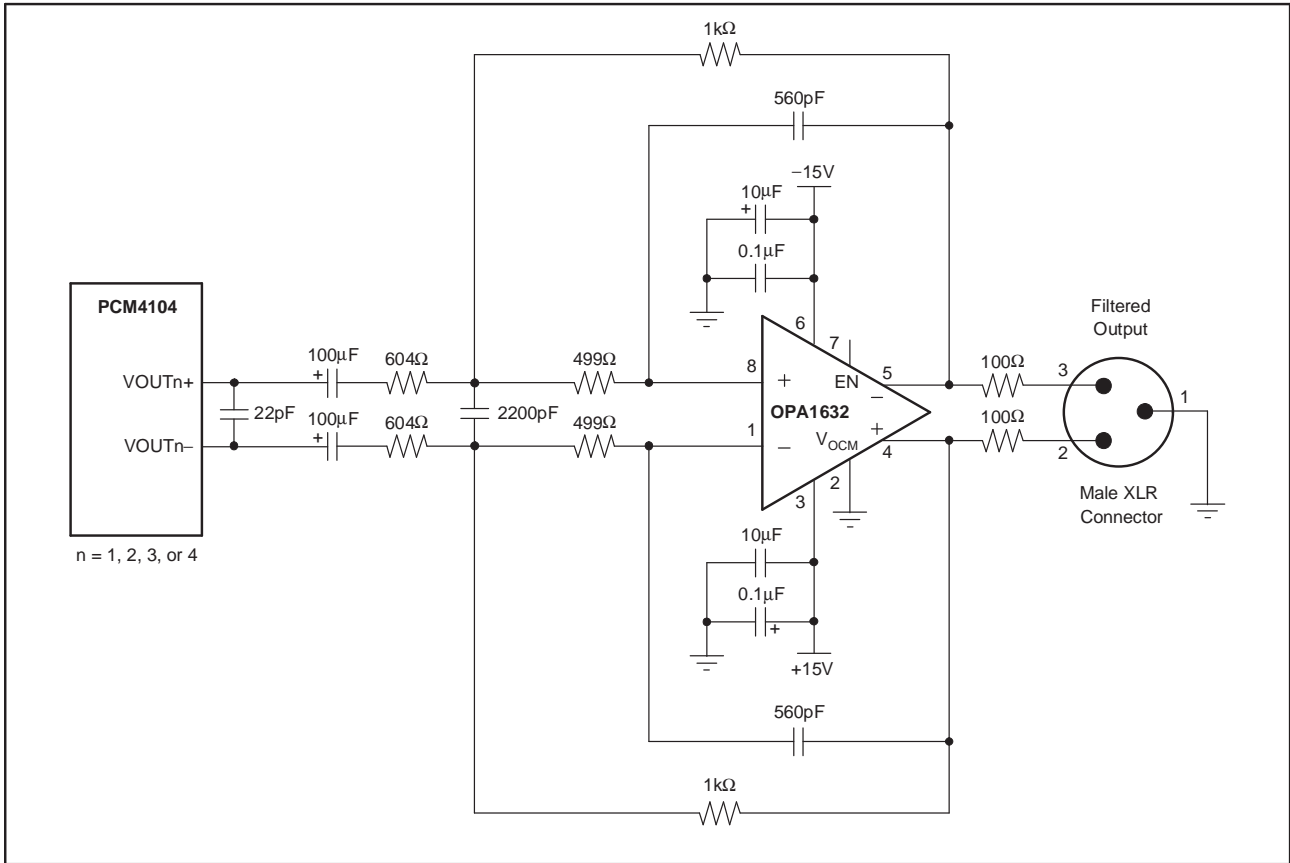 1kΩ
560pF
−15V
10µF
+
0.1µF
PCM4104
Filtered
Output
6
7
100µF
604Ω
499Ω
8
+
EN
5
−
100Ω
3
VOUTn+
+
22pF
2200pF
OPA1632
1
VOUTn−
100µF
+
604Ω
499Ω
1
−
VOCM
+
4
100Ω
2
3
2
Male XLR
Connector
n = 1, 2, 3, or 4
10µF
0.1µF
+
+15V
560pF
1kΩ